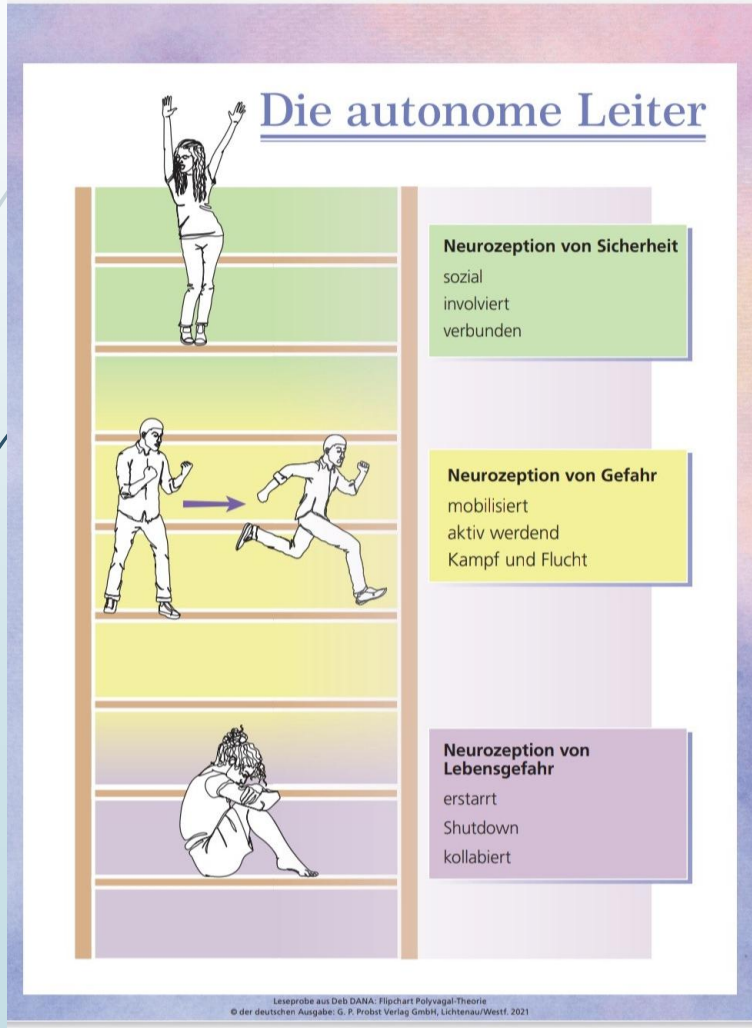 Die autonome Leiter
Neurozeption von Sicherheit
sozial
involviert
verbunden
Neurozeption von Gefahr
mobilisiert
aktiv werdend
Kampf und Flucht
Neurozeption von
Lebensgefahr
erstarrt
Shutdown
kollabiert
Leseprobe aus Deb DANA: Flipchart Polyvagal-Theorie
© der deutschen Ausgabe: G. P. Probst Verlag GmbH, Lichtenau/Westf. 2021